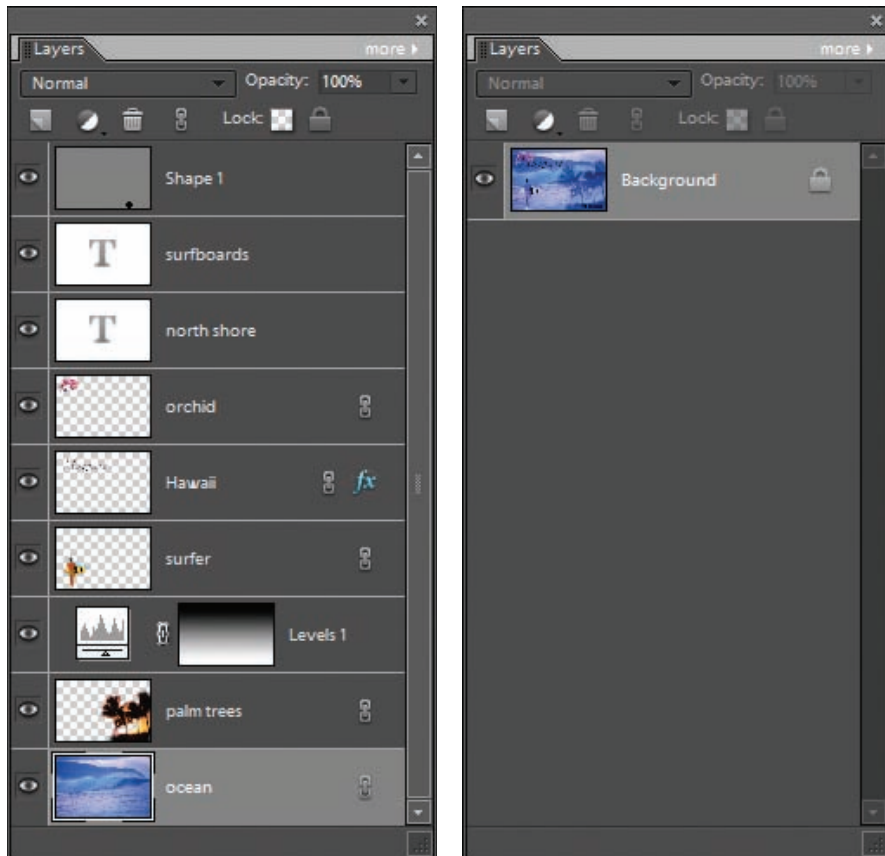 Layers
more
Normal
Opacity: 100%
Lock:
Shape 1
T
surfboards
T
north shore
orchid
Hawaii
fx
surfer
Levels 1
palm trees
ocean
Layers
more
Normal
Opacity: 100%
Lock:
Background